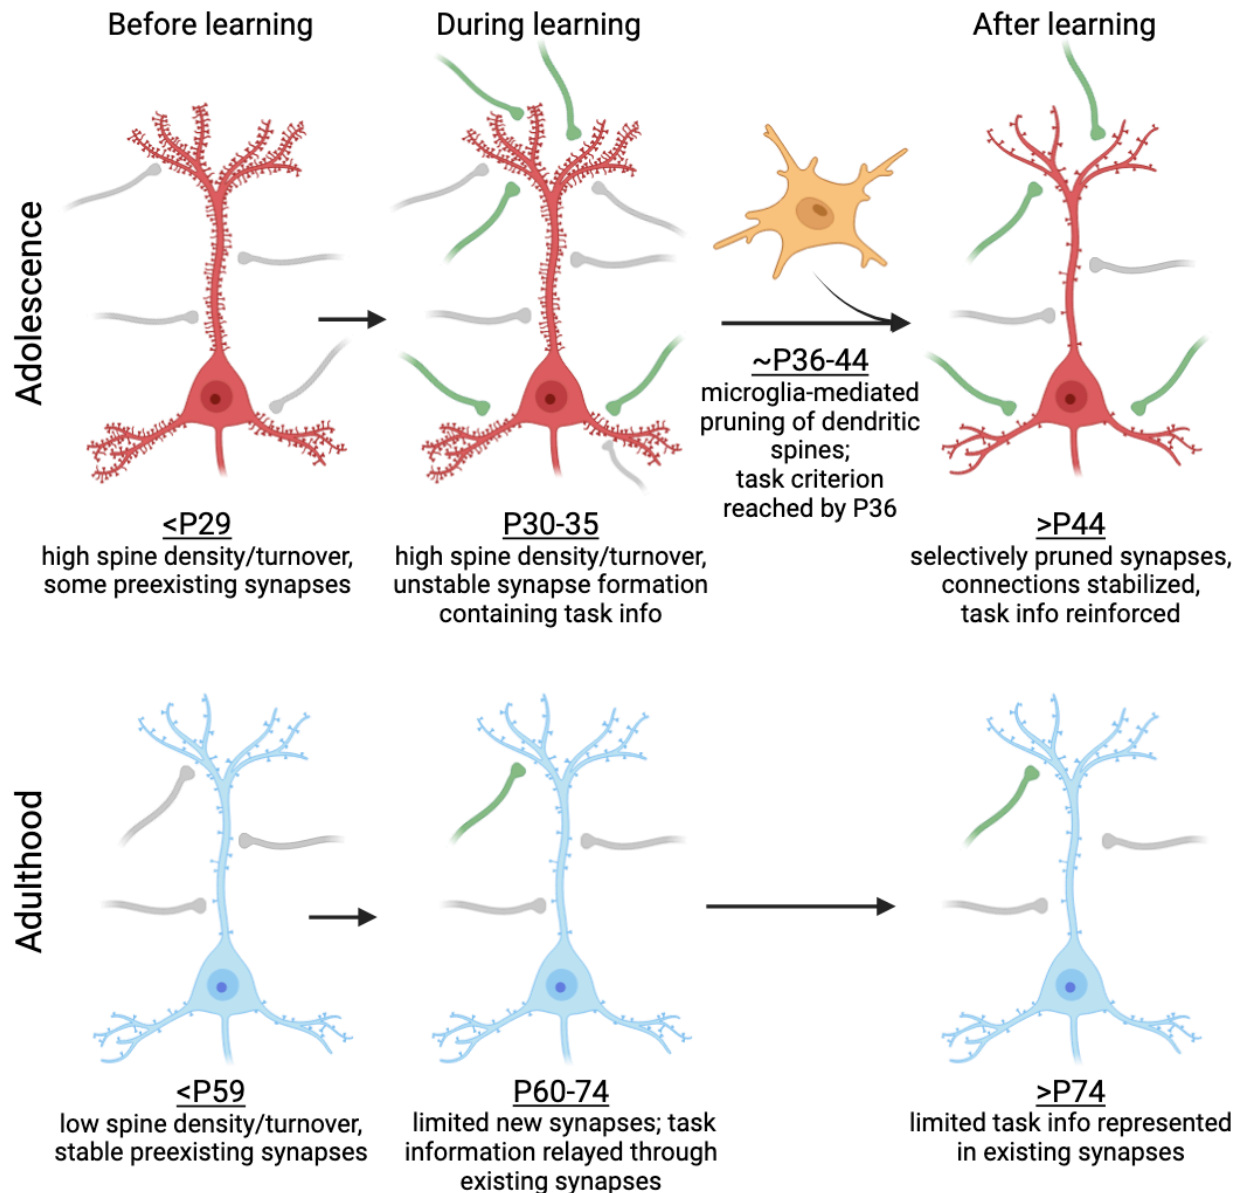 Before learning
During learning
After learning
Adolescence
<P29
high spine density/turnover,
some preexisting synapses
P30-35
high spine density/turnover,
unstable synapse formation
containing task info
~P36-44
microglia-mediated
pruning of dendritic
spines;
task criterion
reached by P36
>P44
selectively pruned synapses,
connections stabilized,
task info reinforced
Adulthood
<P59
low spine density/turnover,
stable preexisting synapses
P60-74
limited new synapses; task
information relayed through
existing synapses
>P74
limited task info represented
in existing synapses